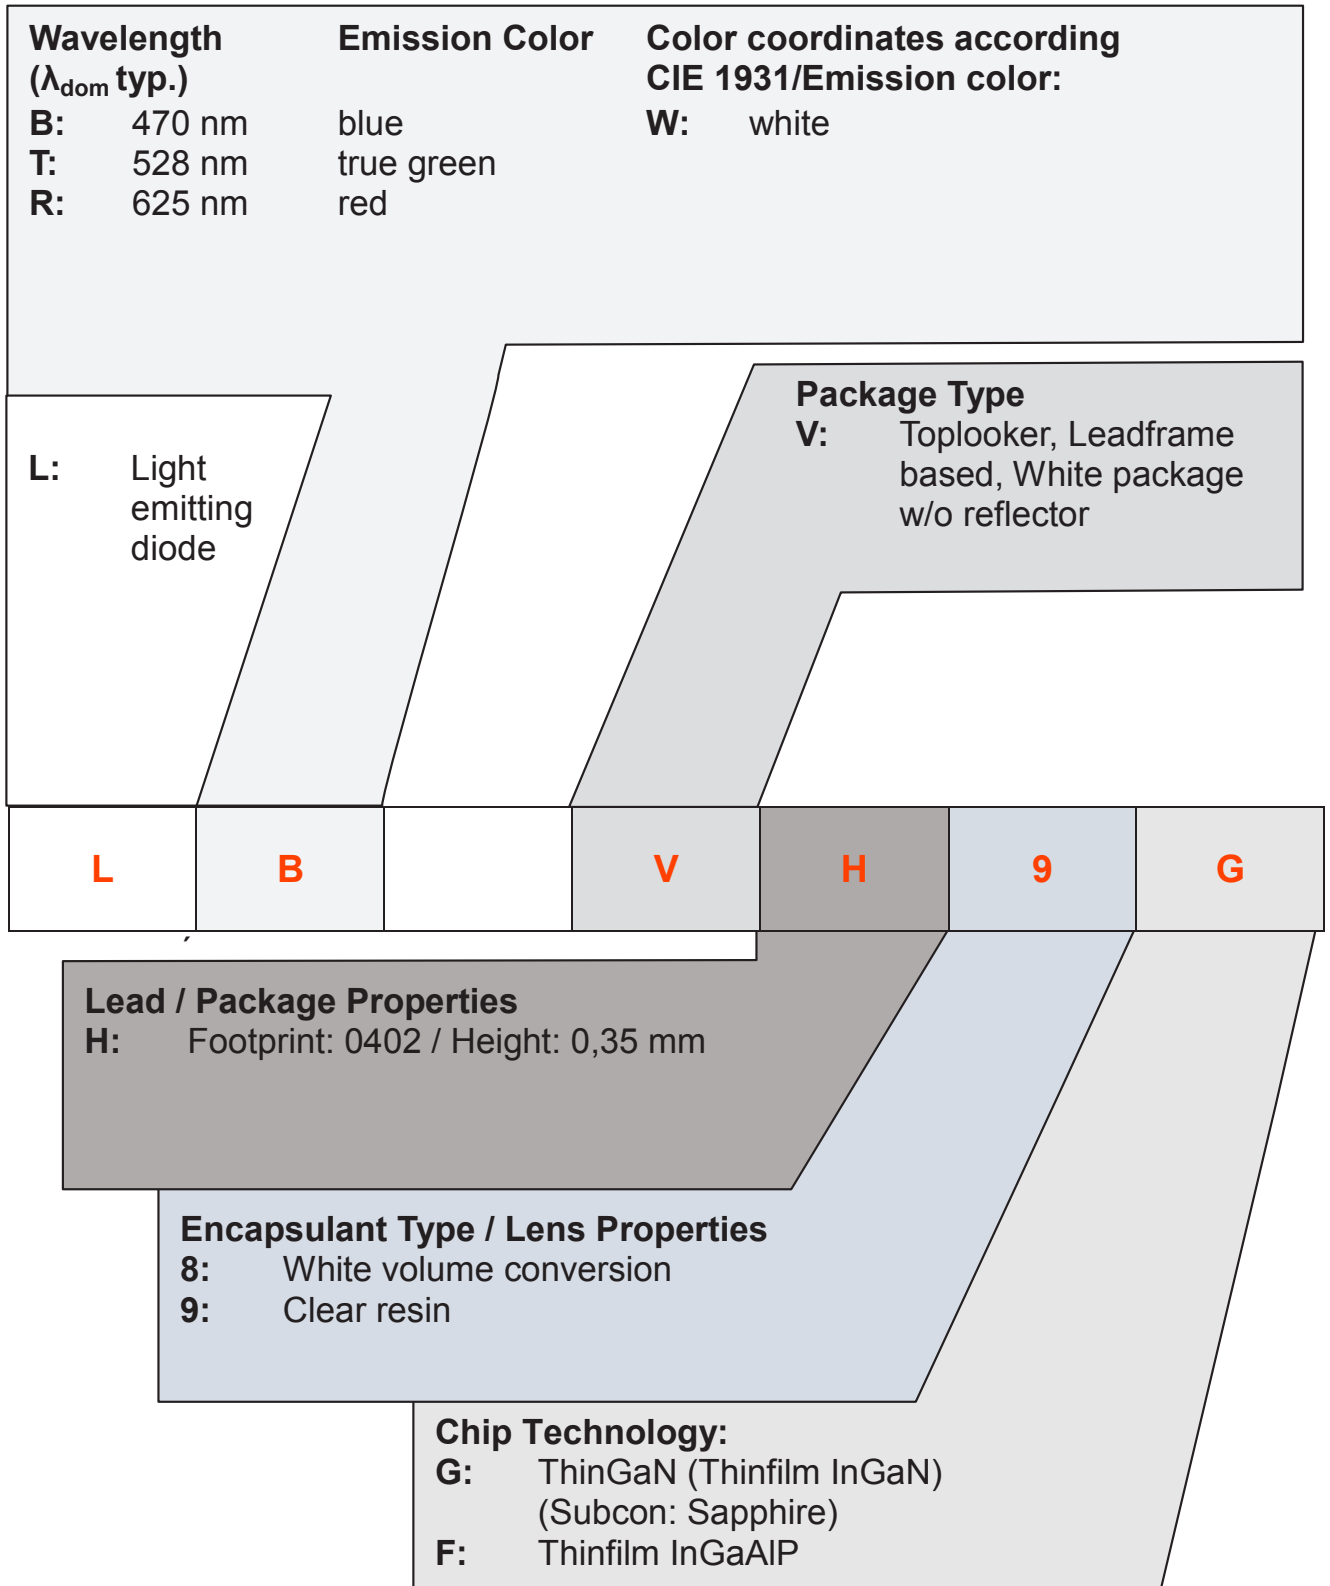 Wavelength Emission Color Color coordinates according
(λdom typ.) CIE 1931/Emission color:
B: 470 nm blue W: white
T: 528 nm true green
R: 625 nm red
Package Type
V: Toplooker, Leadframe
based, White package
w/o reflector
L: Light
emitting
diode
L B V H 9 G
Lead / Package Properties
H: Footprint: 0402 / Height: 0,35 mm
Encapsulant Type / Lens Properties
8: White volume conversion
9: Clear resin
Chip Technology:
G: ThinGaN (Thinfilm InGaN)
(Subcon: Sapphire)
F: Thinfilm InGaAlP